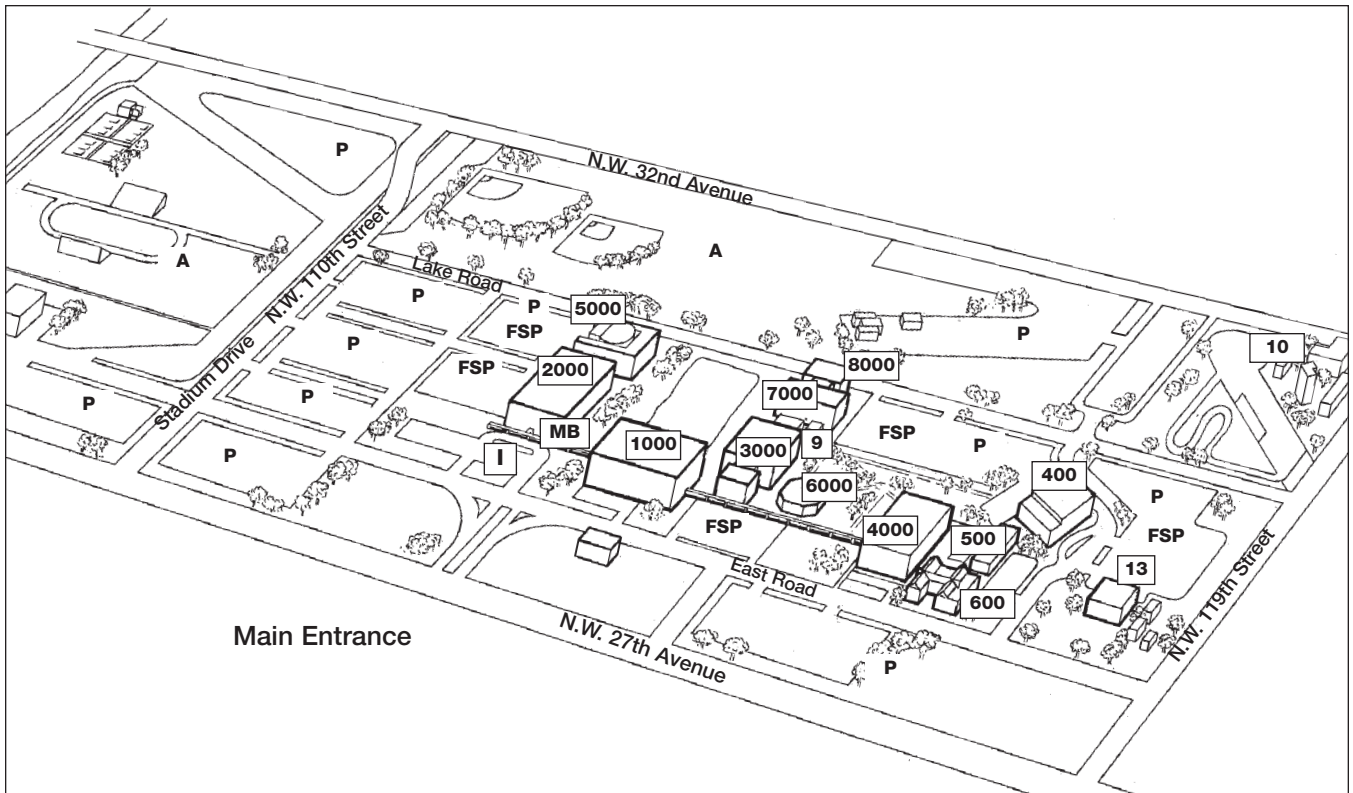 N.W. 32nd Avenue
P
N.W. 110th Street
A
A
Lake Road
P
P
5000
FSP
P
10
8000
P
FSP
2000
7000
P
Stadium Drive
MB
1000
3000
9
FSP
P
P
I
6000
400
P
FSP
4000
500
FSP
East Road
13
600
N.W. 119th Street
Main Entrance
N.W. 27th Avenue
P